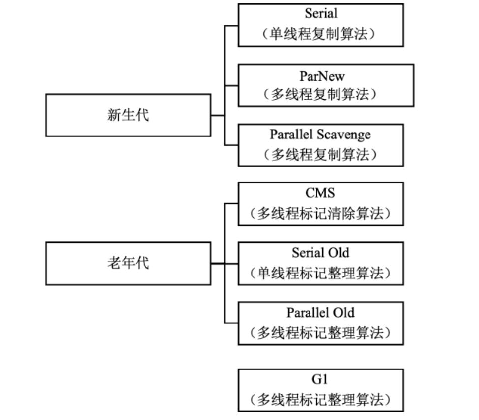 Serial
（单线程复制算法）
ParNew
（多线程复制算法）
新生代
Parallel Scavenge
（多线程复制算法）
CMS
（多线程标记清除算法）
老年代
Serial Old
（单线程标记整理算法）
Parallel Old
（多线程标记整理算法）
G1
（多线程标记整理算法）